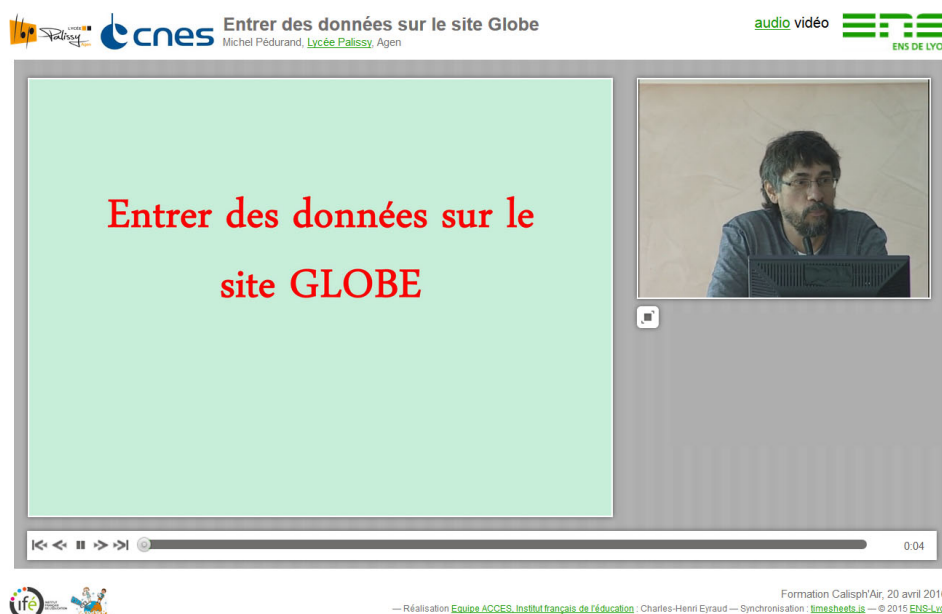 Lycée
Palissy
Agen
cnes
Entrer des données sur le site Globe
Michel Pédurand, Lycée Palissy, Agen
audio vidéo
ENS DE LYO
Entrer des données sur le
site GLOBE
0:04
ifé
Formation Calisph'Air, 20 avril 201
— Réalisation Equipe ACCES, Institut français de l'éducation : Charles-Henri Eyraud — Synchronisation : timesheets.js — © 2015 ENS-Lyo